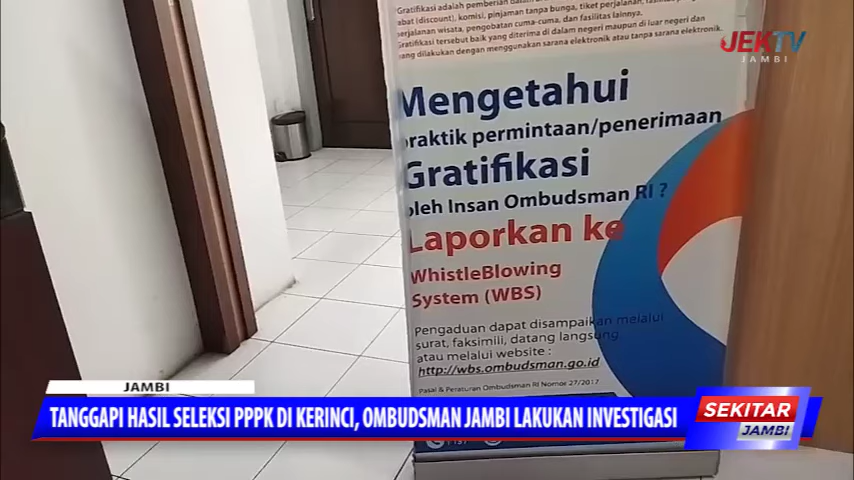 Gratifikasi adalah pemberian
abat (discount), komisi, pinjaman tanpa bunga, tiket perjalanan,
perjalanan wisata, pengobatan cuma-cuma, dan fasilitas lainnya.
Gratifikasi tersebut baik yang diterima di dalam negeri maupun di luar negeri dan
yang dilakukan dengan menggunakan sarana elektronik atau tanpa sarana elektronik.
JEKTV
JAMBI
Mengetahui
praktik permintaan/penerimaan
Gratifikasi
oleh Insan Ombudsman RI ?
Laporkan ke
WhistleBlowing
System (WBS)
Pengaduan dapat disampaikan melalui
surat, faksimili, datang langsung
atau melalui website :
http://wbs.ombudsman.go.id
Pasal & Peraturan Ombudsman RI Nomor 27/2017
JAMBI
TANGGAPI HASIL SELEKSI PPPK DI KERINCI, OMBUDSMAN JAMBI LAKUKAN INVESTIGASI
SEKITAR
JAMBI